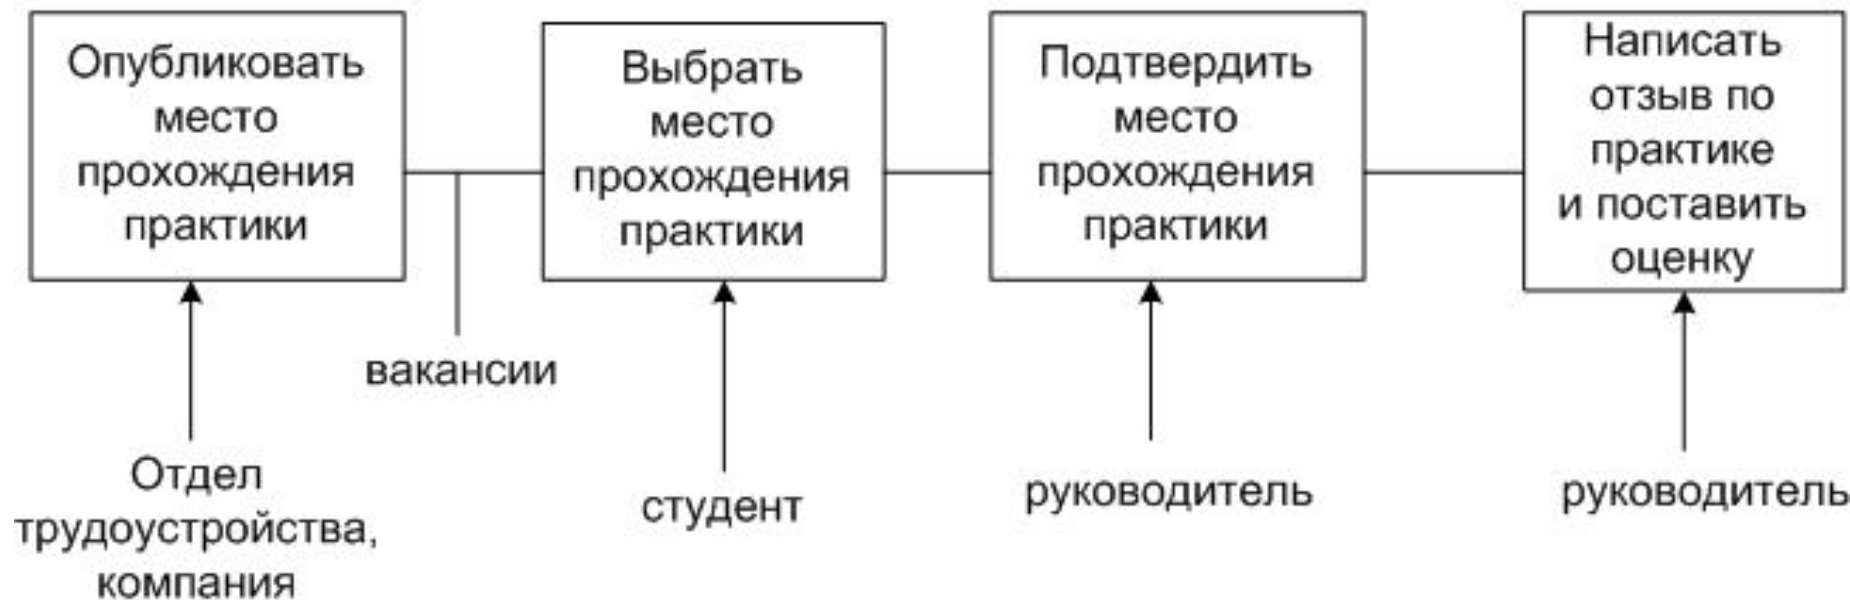 Опубликовать
место
прохождения
практики
Выбрать
место
прохождения
практики
Подтвердить
место
прохождения
практики
Написать
отзыв по
практике
и поставить
оценку
вакансии
Отдел
трудоустройства,
компания
студент
руководитель
руководитель